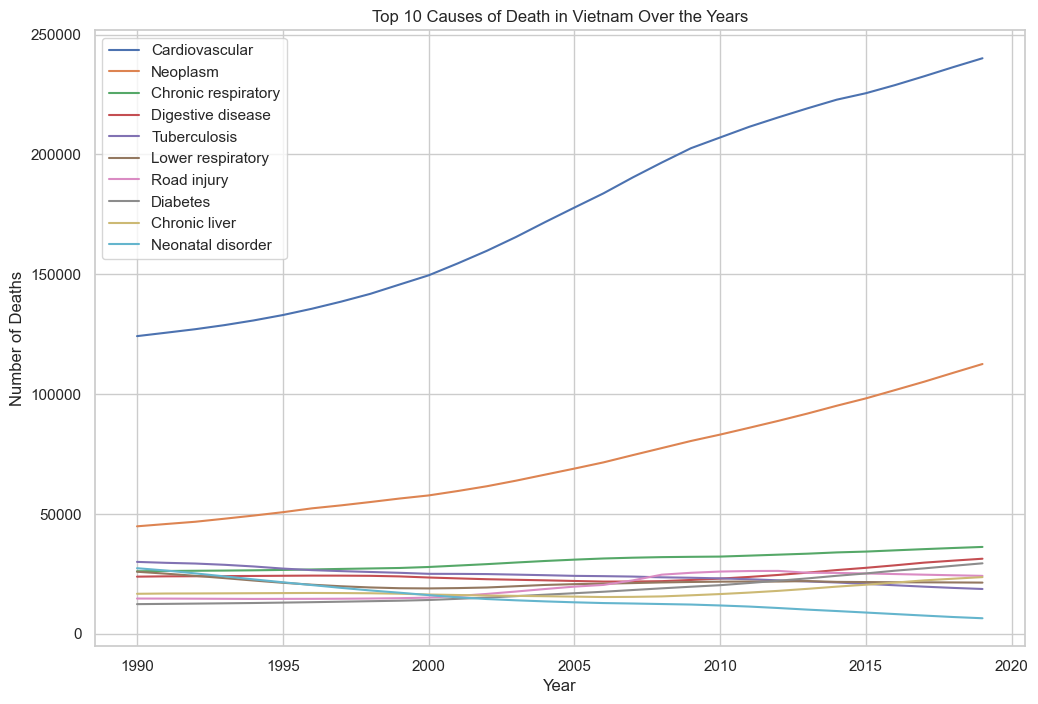 Top 10 Causes of Death in Vietnam Over the Years
250000
200000
150000
100000
50000
0
Number of Deaths
Cardiovascular
Neoplasm
Chronic respiratory
Digestive disease
Tuberculosis
Lower respiratory
Road injury
Diabetes
Chronic liver
Neonatal disorder
1990 1995 2000 2005 2010 2015 2020
Year